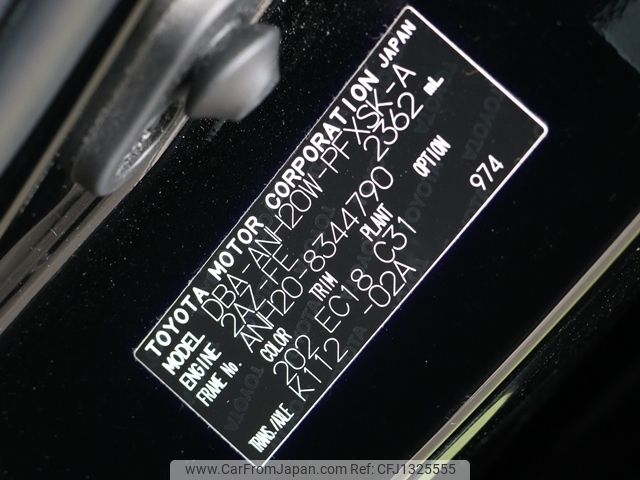 TOYOTA MOTOR CORPORATION JAPAN
MODEL DBA-ANH20W-PFXSK-A
ENGINE 2AZ-FE 2362 mL
FRAME No. ANH20-8344790
COLOR TRIM PLANT OPTION
202 EC18 C31
TRANS./AXLE K112 -02A 974
www.CarFromJapan.com - CFJ1325555